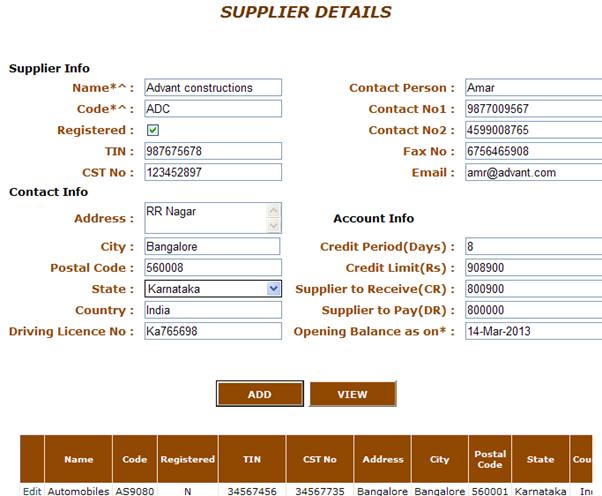 SUPPLIER DETAILS
Supplier Info
Name*^ : Advant constructions
Contact Person : Amar
Code*^ : ADC
Contact No1 : 9877009567
Registered :
Contact No2 : 4599008765
TIN : 987675678
Fax No : 6756465908
CST No : 123452897
Email : amr@advant.com
Contact Info
Address : RR Nagar
Account Info
City : Bangalore
Credit Period(Days) : 8
Postal Code : 560008
Credit Limit(Rs) : 908900
State : Karnataka
Supplier to Receive(CR) : 800900
Country : India
Supplier to Pay(DR) : 800000
Driving Licence No : Ka765698
Opening Balance as on* : 14-Mar-2013
ADD VIEW
Name Code Registered TIN CST No Address City Postal Code State Cou
Edit Automobiles AS9080 N 34567456 34567735 Bangalore Bangalore 560001 Karnataka In